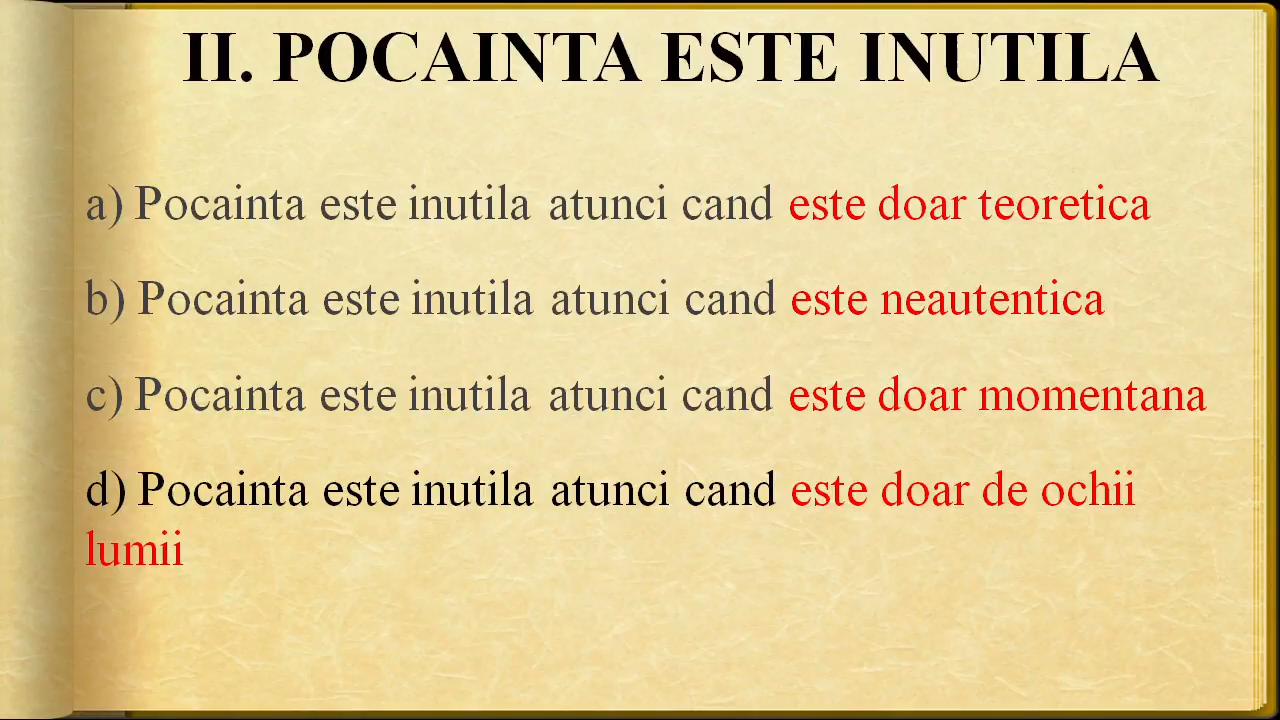 II. POCAINTA ESTE INUTILA
a) Pocainta este inutila atunci cand este doar teoretica
b) Pocainta este inutila atunci cand este neautentica
c) Pocainta este inutila atunci cand este doar momentana
d) Pocainta este inutila atunci cand este doar de ochii
lumii